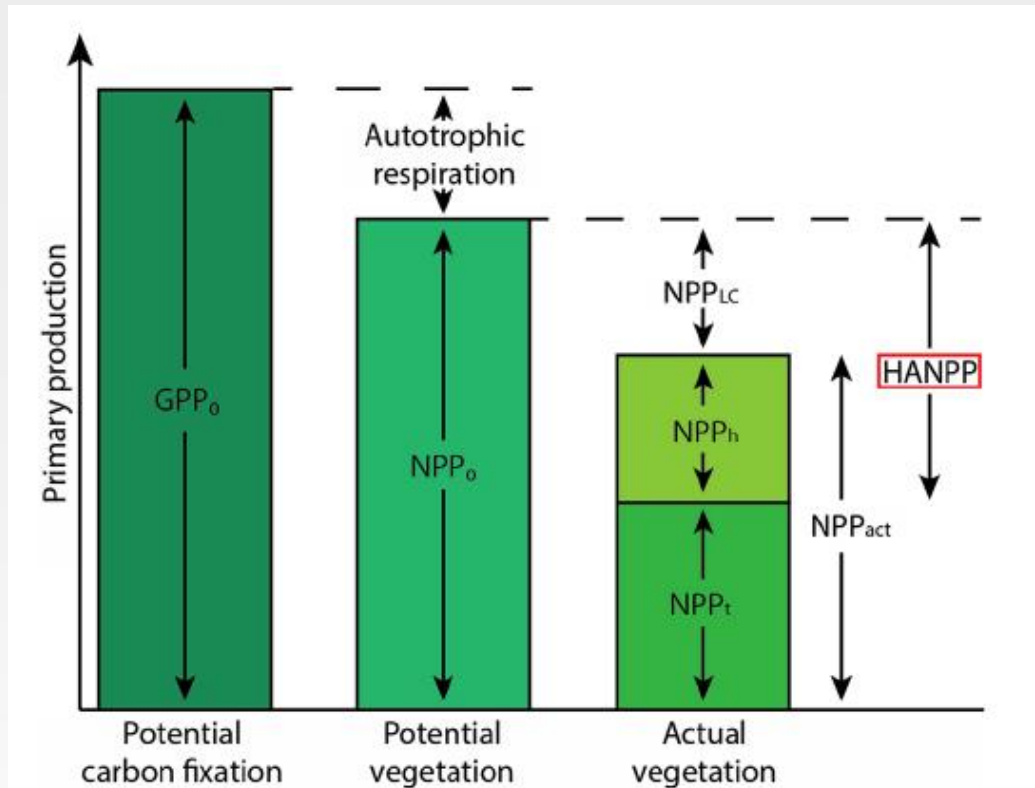 Primary production
GPP₀
Autotrophic
respiration
NPP₀
NPPLC
NPPh
NPPt
NPPact
HANPP
Potential
carbon fixation
Potential
vegetation
Actual
vegetation